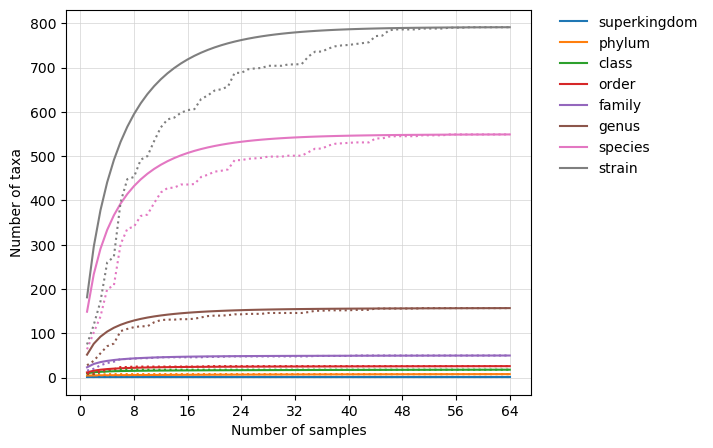 800
700
600
500
400
300
200
100
0
Number of taxa
0 8 16 24 32 40 48 56 64
Number of samples
superkingdom
phylum
class
order
family
genus
species
strain